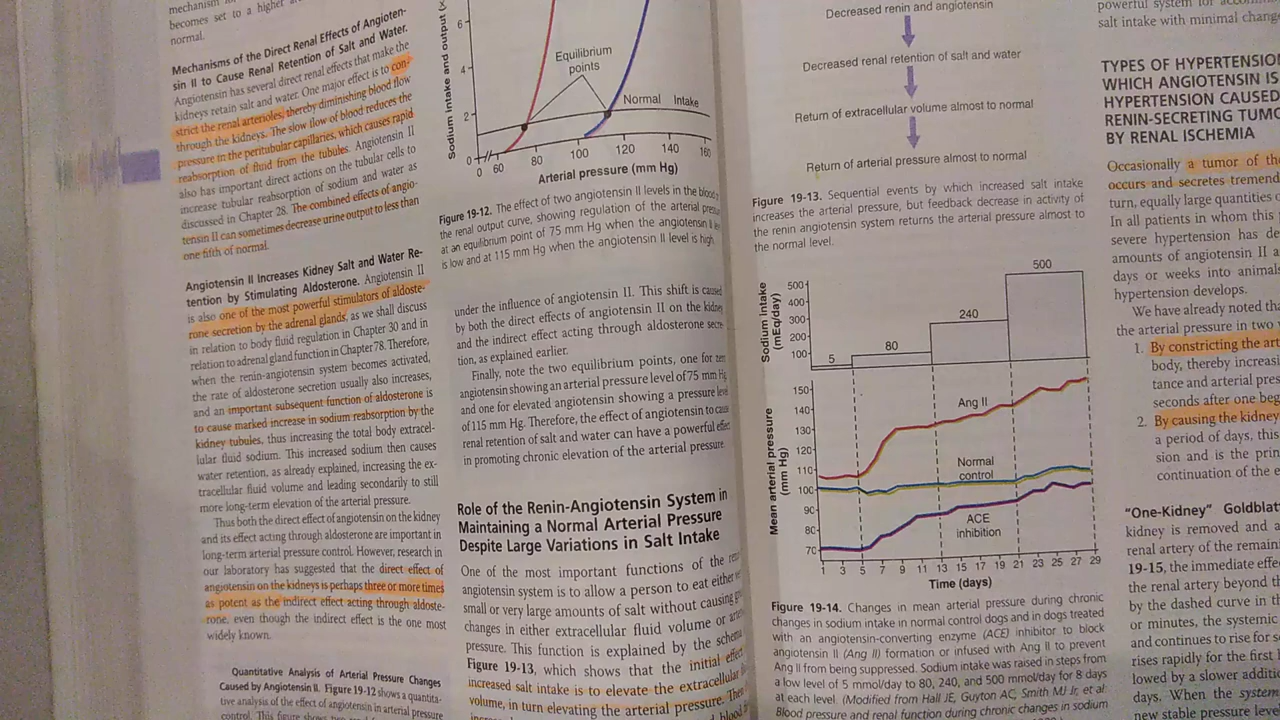 mechanism
becomes set to a higher
normal.
Mechanisms of the Direct Renal Effects of Angioten-
sin II to Cause Renal Retention of Salt and Water.
Angiotensin has several direct renal effects that make the
kidneys retain salt and water. One major effect is to con-
strict the renal arterioles, thereby diminishing blood flow
through the kidneys. The slow flow of blood reduces the
pressure in the peritubular capillaries, which causes rapid
reabsorption of fluid from the tubules. Angiotensin II
also has important direct actions on the tubular cells to
increase tubular reabsorption of sodium and water as
discussed in Chapter 28. The combined effects of angio-
tensin II can sometimes decrease urine output to less than
one fifth of normal.
Angiotensin II Increases Kidney Salt and Water Re-
tention by Stimulating Aldosterone. Angiotensin II
is also one of the most powerful stimulators of aldoste-
rone secretion by the adrenal glands, as we shall discuss
in relation to body fluid regulation in Chapter 30 and in
relation to adrenal gland function in Chapter 78. Therefore,
when the renin-angiotensin system becomes activated,
the rate of aldosterone secretion usually also increases,
and an important subsequent function of aldosterone is
to cause marked increase in sodium reabsorption by the
kidney tubules, thus increasing the total body extracel-
lular fluid sodium. This increased sodium then causes
water retention, as already explained, increasing the ex-
tracellular fluid volume and leading secondarily to still
more long-term elevation of the arterial pressure.
Thus both the direct effect of angiotensin on the kidney
and its effect acting through aldosterone are important in
long-term arterial pressure control. However, research in
our laboratory has suggested that the direct effect of
angiotensin on the kidneys is perhaps three or more times
as potent as the indirect effect acting through aldoste-
rone, even though the indirect effect is the one most
widely known.
Quantitative Analysis of Arterial Pressure Changes
Caused by Angiotensin II. Figure 19-12 shows a quantita-
tive analysis of the effect of angiotensin in arterial pressure
control. This figure shows two
Sodium intake and output (x
6
4
2
0
Equilibrium
points
Normal Intake
0 60 80 100 120 140 160
Arterial pressure (mm Hg)
Figure 19-12. The effect of two angiotensin II levels in the blood
the renal output curve, showing regulation of the arterial
at an equilibrium point of 75 mm Hg when the angiotensin II
is low and at 115 mm Hg when the angiotensin II level is high.
under the influence of angiotensin II. This shift is caused
by both the direct effects of angiotensin II on the kidney
and the indirect effect acting through aldosterone secre-
tion, as explained earlier.
Finally, note the two equilibrium points, one for zero
angiotensin showing an arterial pressure level of 75 mm Hg,
and one for elevated angiotensin showing a pressure level
of 115 mm Hg. Therefore, the effect of angiotensin to cause
renal retention of salt and water can have a powerful effect
in promoting chronic elevation of the arterial pressure.
Role of the Renin-Angiotensin System in
Maintaining a Normal Arterial Pressure
Despite Large Variations in Salt Intake
One of the most important functions of the
angiotensin system is to allow a person to eat either
small or very large amounts of salt without causing
changes in either extracellular fluid volume or
pressure. This function is explained by the
Figure 19-13, which shows that the initial effect
increased salt intake is to elevate the extracellular
volume, in turn elevating the arterial pressure. Then
blood
Decreased renin and angiotensin
Decreased renal retention of salt and water
Return of extracellular volume almost to normal
Return of arterial pressure almost to normal
Figure 19-13. Sequential events by which increased salt intake
increases the arterial pressure, but feedback decrease in activity of
the renin angiotensin system returns the arterial pressure almost to
the normal level.
Sodium Intake
(mEq/day)
500
400
300
200
100
5
80
240
500
Mean arterial pressure
(mm Hg)
150
140
130
120
110
100
90
80
70
Ang II
Normal
control
ACE
inhibition
1 3 5 7 9 11 13 15 17 19 21 23 25 27 29
Time (days)
Figure 19-14. Changes in mean arterial pressure during chronic
changes in sodium intake in normal control dogs and in dogs treated
with an angiotensin-converting enzyme (ACE) inhibitor to block
angiotensin II (Ang II) formation or infused with Ang II to prevent
Ang II from being suppressed. Sodium intake was raised in steps from
a low level of 5 mmol/day to 80, 240, and 500 mmol/day for 8 days
at each level. (Modified from Hall JE, Guyton AC, Smith MJ Jr, et al:
Blood pressure and renal function during chronic changes in sodium
powerful system for
salt intake with minimal
TYPES OF HYPERTENSION
WHICH ANGIOTENSIN IS
HYPERTENSION CAUSED
RENIN-SECRETING
BY RENAL ISCHEMIA
Occasionally a tumor of the
occurs and secretes
turn, equally large quantities
In all patients in whom this
severe hypertension has
amounts of angiotensin
days or weeks into
hypertension develops.
We have already noted
the arterial pressure in two
1. By constricting the
body, thereby
tance and arterial
seconds after one
2. By causing the
a period of days, this
sion and is the
continuation of the
"One-Kidney"
kidney is removed and a
renal artery of the
19-15, the immediate
the renal artery beyond
by the dashed curve in
or minutes, the systemic
and continues to rise for
rises rapidly for the first
lowed by a slower
days. When the
new stable pressure